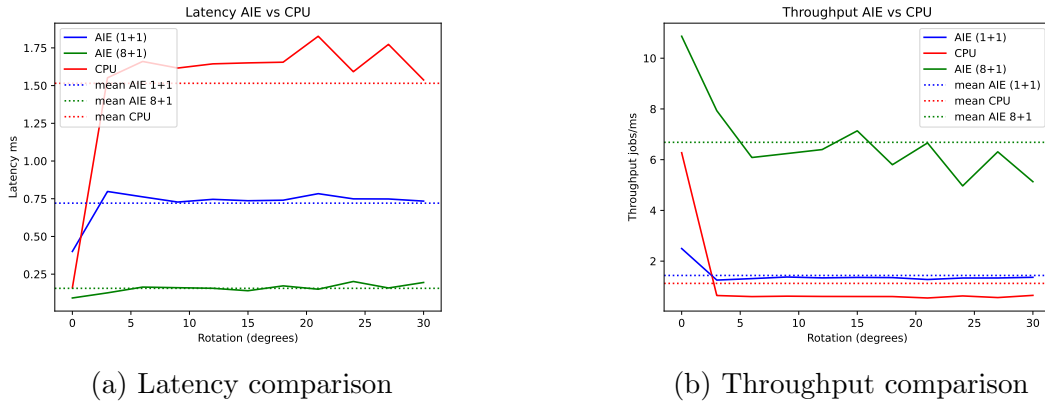 Latency AIE vs CPU
1.75
1.50
1.25
1.00
0.75
0.50
0.25
Latency ms
AIE (1+1)
AIE (8+1)
CPU
mean AIE 1+1
mean AIE 8+1
mean CPU
0
5
10
15
20
25
30
Rotation (degrees)
(a) Latency comparison
Throughput AIE vs CPU
10
8
6
4
2
Throughput jobs/ms
AIE (1+1)
CPU
AIE (8+1)
mean AIE (1+1)
mean CPU
mean AIE 8+1
0
5
10
15
20
25
30
Rotation (degrees)
(b) Throughput comparison